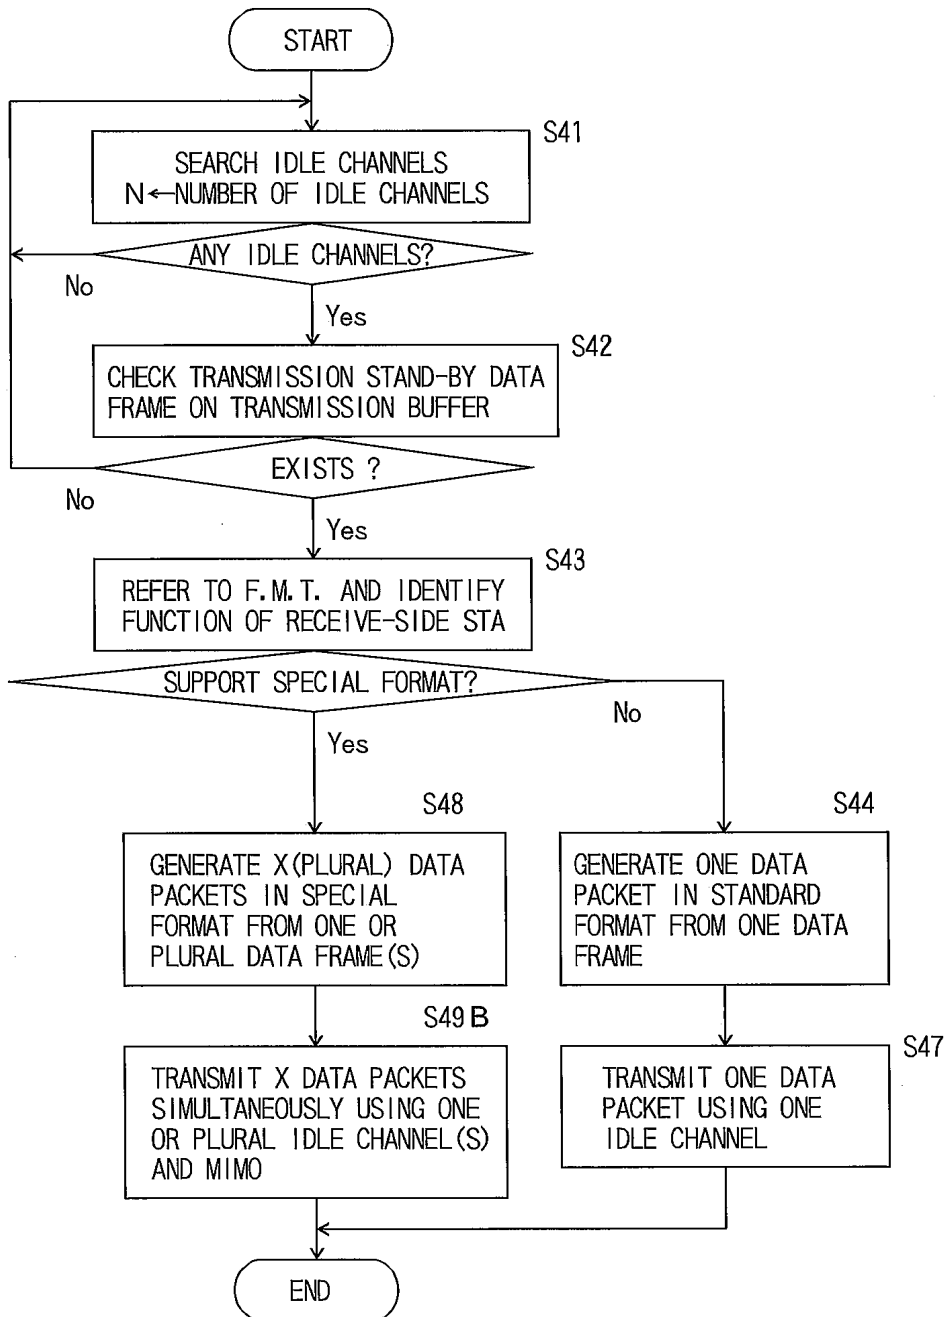 START
S41
SEARCH IDLE CHANNELS
N←NUMBER OF IDLE CHANNELS
ANY IDLE CHANNELS?
No
Yes
S42
CHECK TRANSMISSION STAND-BY DATA
FRAME ON TRANSMISSION BUFFER
EXISTS ?
No
Yes
S43
REFER TO F.M.T. AND IDENTIFY
FUNCTION OF RECEIVE-SIDE STA
SUPPORT SPECIAL FORMAT?
No
Yes
S48
GENERATE X(PLURAL) DATA
PACKETS IN SPECIAL
FORMAT FROM ONE OR
PLURAL DATA FRAME(S)
S44
GENERATE ONE DATA
PACKET IN STANDARD
FORMAT FROM ONE DATA
FRAME
S49B
TRANSMIT X DATA PACKETS
SIMULTANEOUSLY USING ONE
OR PLURAL IDLE CHANNEL(S)
AND MIMO
S47
TRANSMIT ONE DATA
PACKET USING ONE
IDLE CHANNEL
END